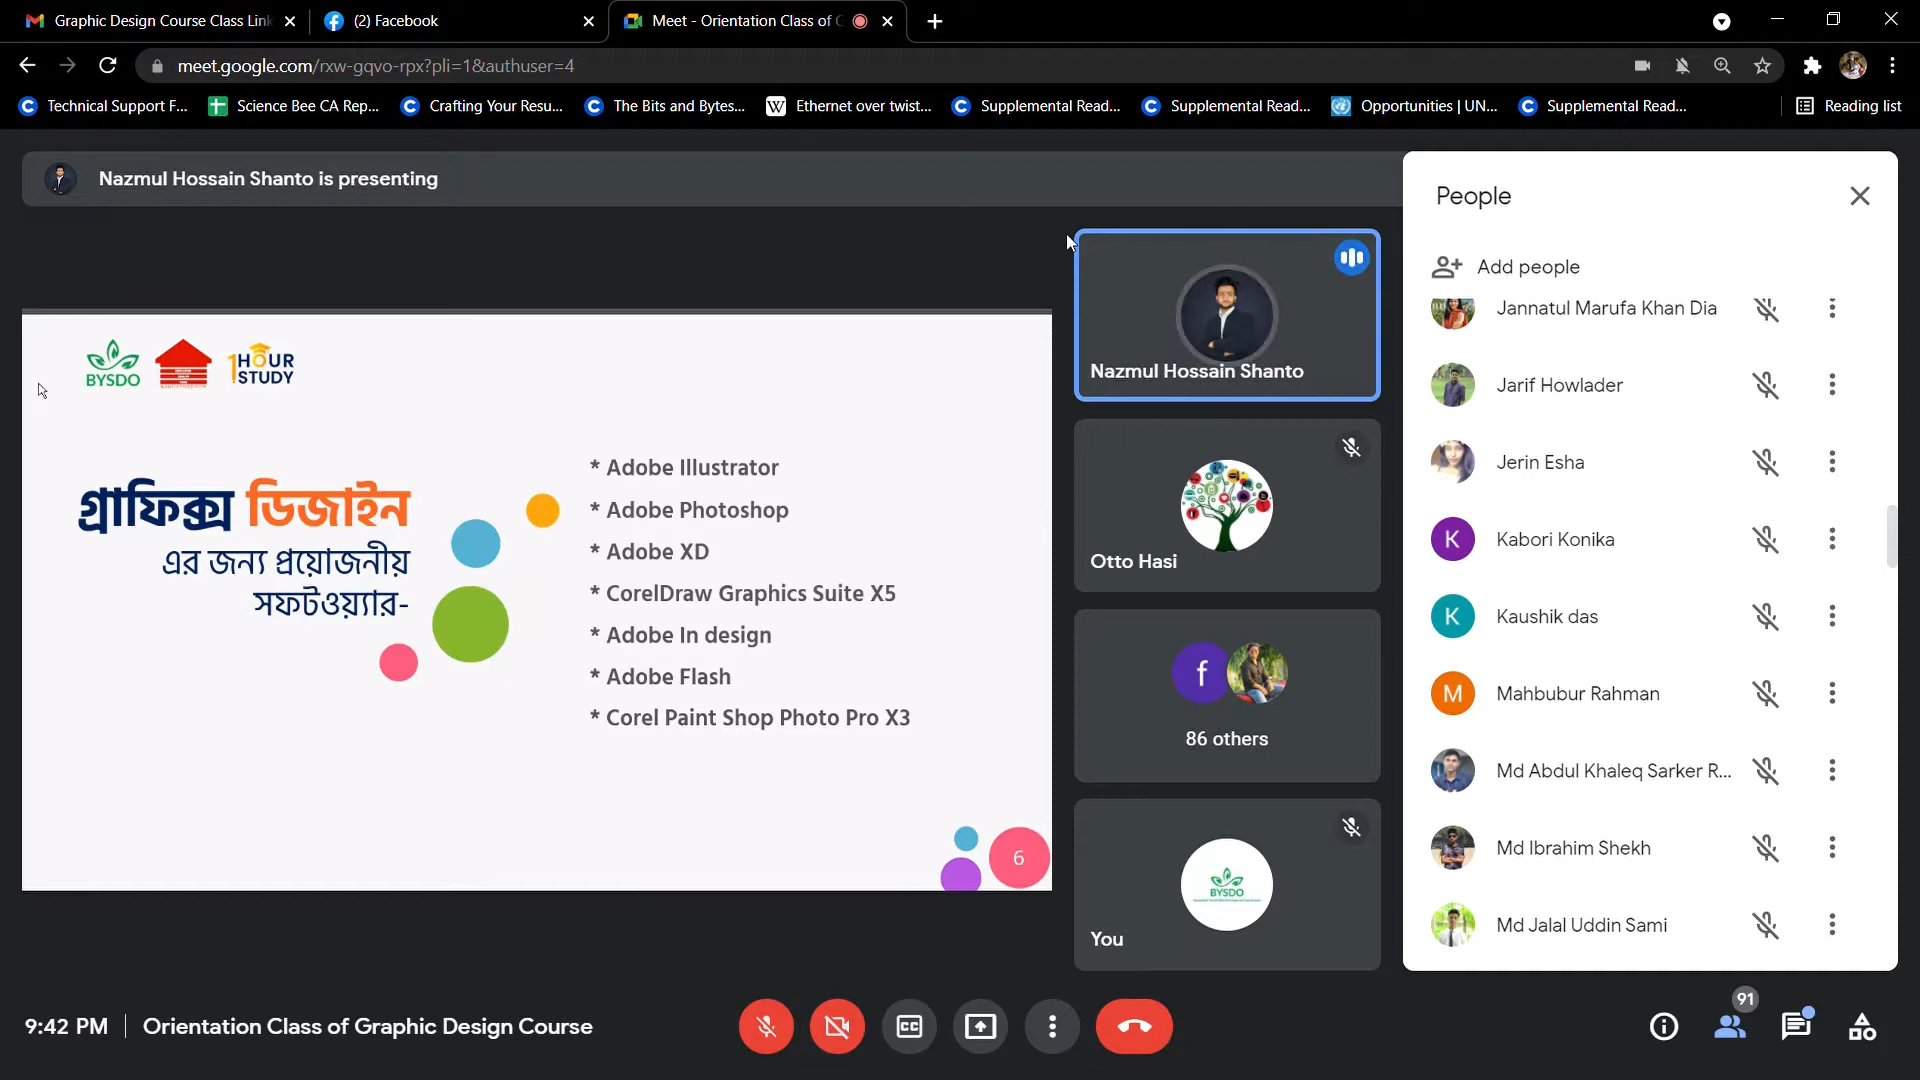 Graphic Design Course Class Link
(2) Facebook
Meet - Orientation Class of G
meet.google.com/rxw-gqvo-rpx?pli=1&authuser=4
Technical Support F...
Science Bee CA Rep...
Crafting Your Resu...
The Bits and Bytes...
Ethernet over twist...
Supplemental Read...
Supplemental Read...
Opportunities | UN...
Supplemental Read...
Reading list
Nazmul Hossain Shanto is presenting
BYSDO
1HOUR
STUDY
গ্রাফিক্স ডিজাইন
এর জন্য প্রয়োজনীয়
সফটওয়্যার-
* Adobe Illustrator
* Adobe Photoshop
* Adobe XD
* CorelDraw Graphics Suite X5
* Adobe In design
* Adobe Flash
* Corel Paint Shop Photo Pro X3
6
Nazmul Hossain Shanto
Otto Hasi
f
86 others
BYSDO
You
People
Add people
Jannatul Marufa Khan Dia
Jarif Howlader
Jerin Esha
K
Kabori Konika
K
Kaushik das
M
Mahbubur Rahman
Md Abdul Khaleq Sarker R...
Md Ibrahim Shekh
Md Jalal Uddin Sami
9:42 PM
Orientation Class of Graphic Design Course
91